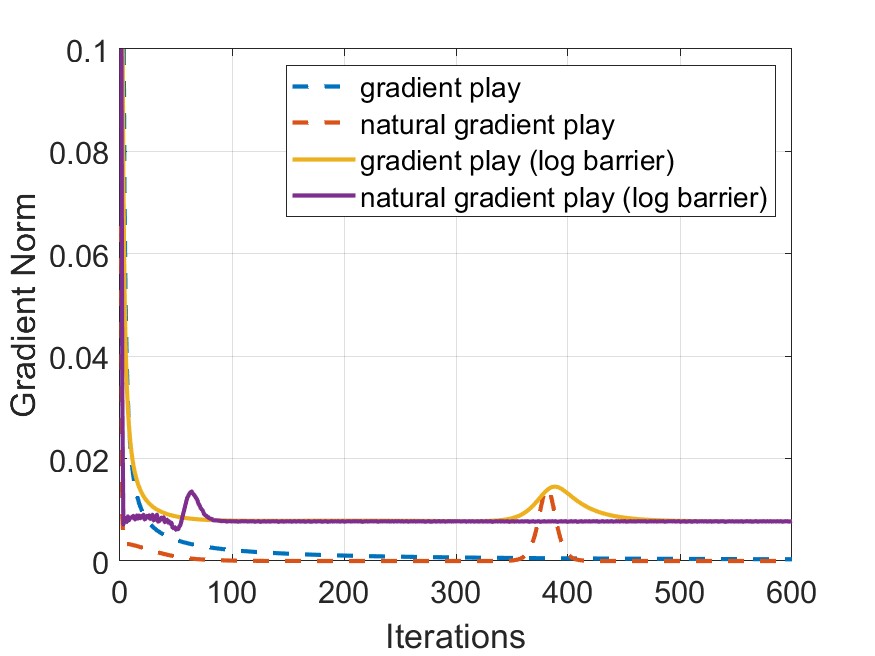 0.1
0.08
0.06
0.04
0.02
0
Gradient Norm
gradient play
natural gradient play
gradient play (log barrier)
natural gradient play (log barrier)
0 100 200 300 400 500 600
Iterations